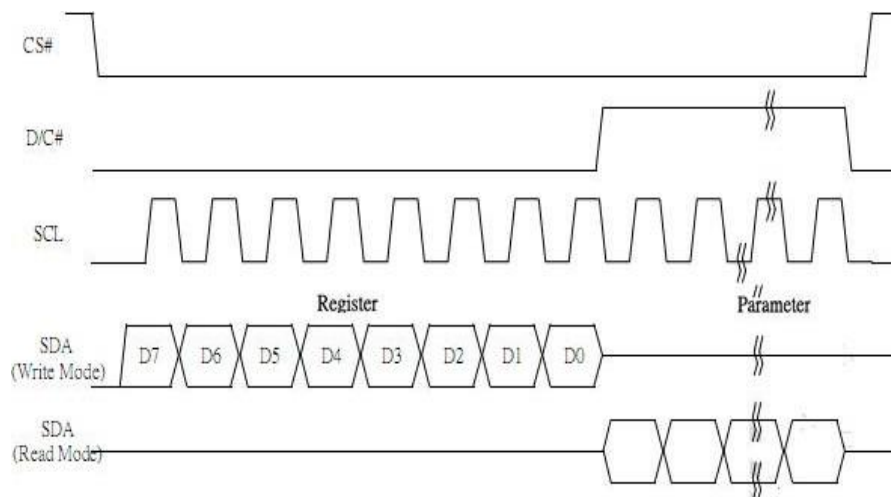 CS#
D/C#
SCL
Register Parameter
SDA
(Write Mode)
D7 D6 D5 D4 D3 D2 D1 D0
SDA
(Read Mode)